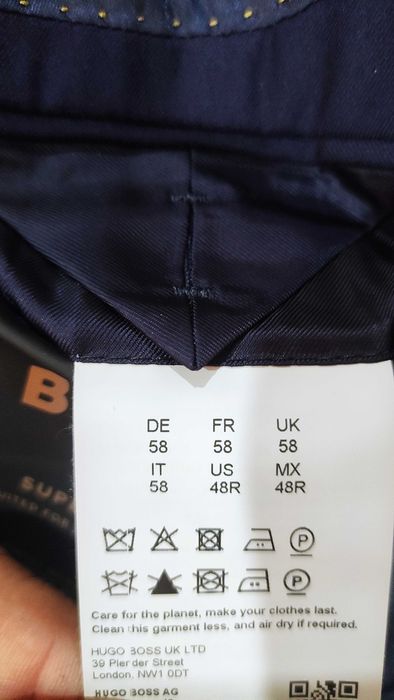 B
SUP
DE FR UK
58 58 58
IT US MX
58 48R 48R
P
P
Care for the planet, make your clothes last.
Clean this garment less, and air dry if required.
HUGO BOSS UK LTD
39 Plender Street
London. NW1 0DT
HUGO BOSS AG